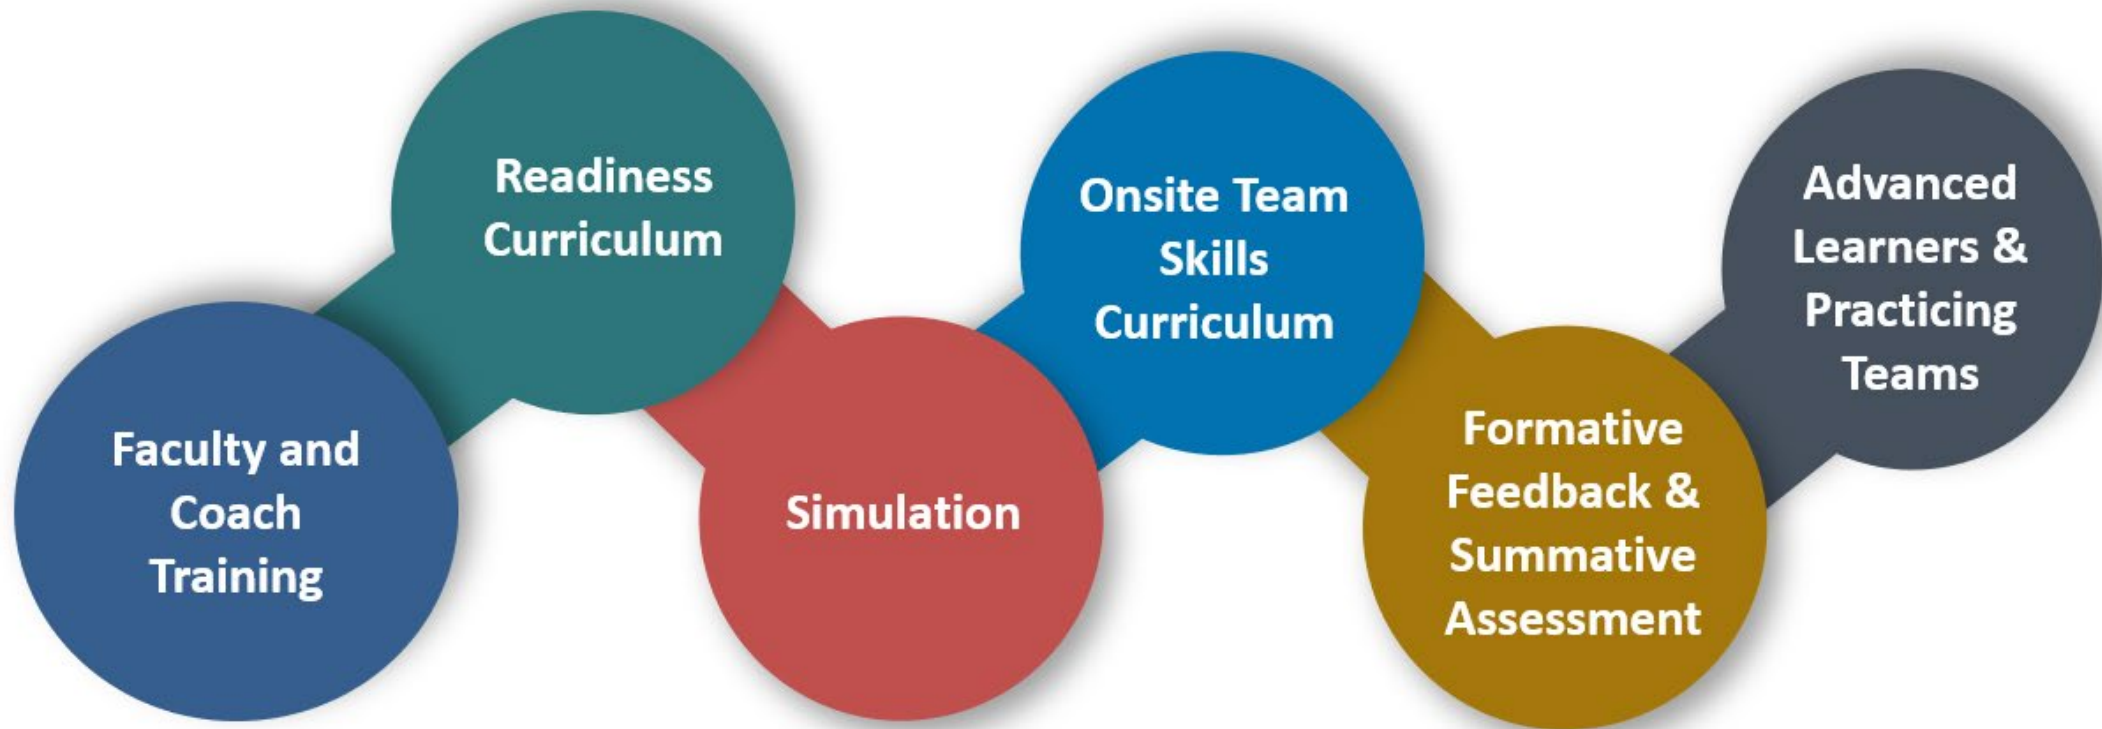 Faculty and
Coach
Training
Readiness
Curriculum
Simulation
Onsite Team
Skills
Curriculum
Formative
Feedback &
Summative
Assessment
Advanced
Learners &
Practicing
Teams